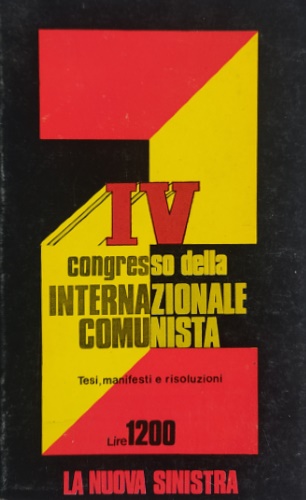 IV
congresso della
INTERNAZIONALE
COMUNISTA
Tesi, manifesti e risoluzioni
Lire 1200
LA NUOVA SINISTRA